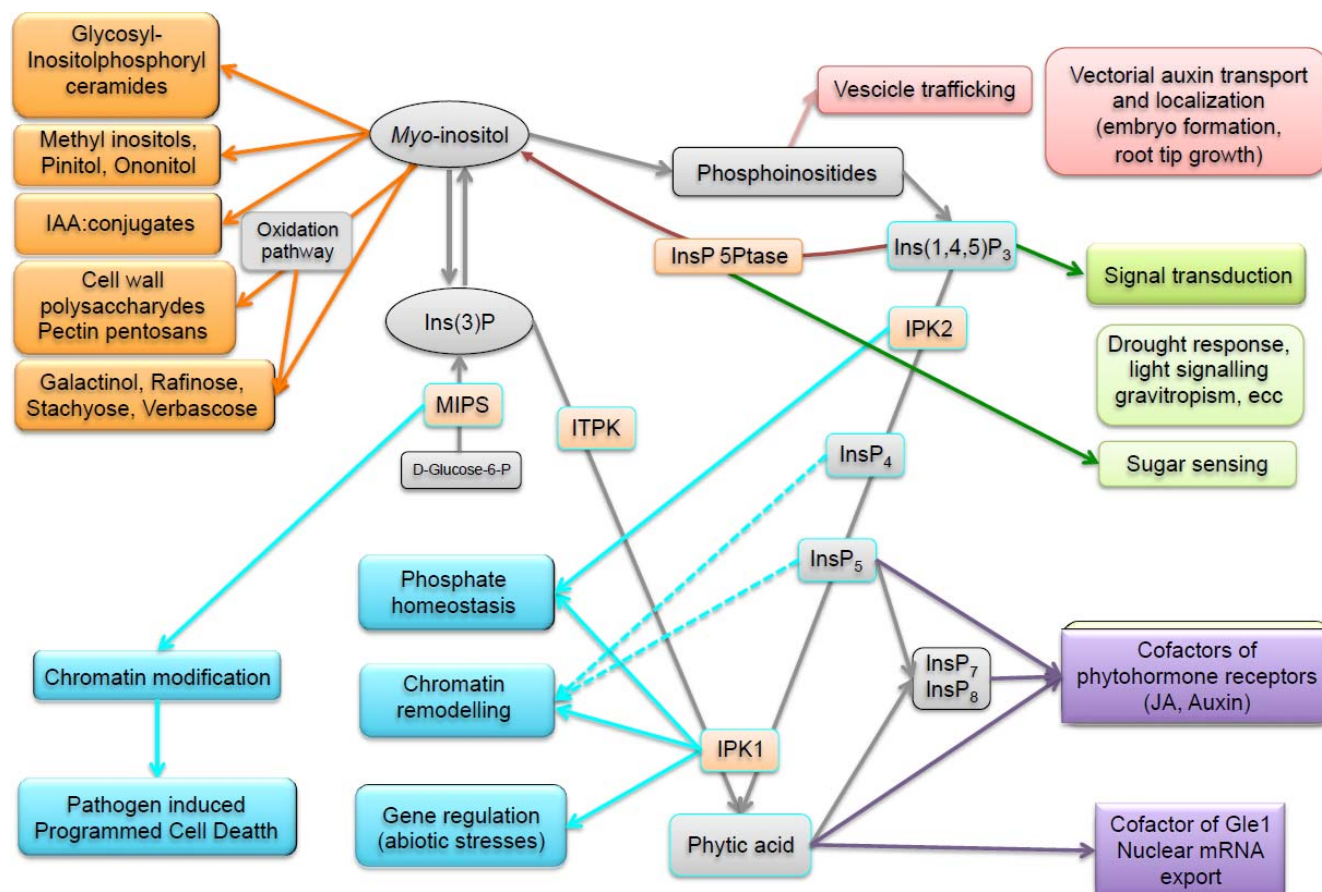 Glycosyl-
Inositolphosphoryl
ceramides
Methyl inositols,
Pinitol, Ononitol
IAA:conjugates
Oxidation
pathway
Cell wall
polysaccharydes
Pectin pentosans
Galactinol, Rafinose,
Stachyose, Verbascose
Myo-inositol
Ins(3)P
MIPS
D-Glucose-6-P
ITPK
Phosphoinositides
Vescicle trafficking
Vectorial auxin transport
and localization
(embryo formation,
root tip growth)
InsP 5Ptase
Ins(1,4,5)P₃
Signal transduction
IPK2
Drought response,
light signalling
gravitropism, ecc
Sugar sensing
InsP₄
InsP₅
InsP₇
InsP₈
Cofactors of
phytohormone receptors
(JA, Auxin)
Phosphate
homeostasis
Chromatin
remodelling
Gene regulation
(abiotic stresses)
Chromatin modification
Pathogen induced
Programmed Cell Deatth
IPK1
Phytic acid
Cofactor of Gle1
Nuclear mRNA
export